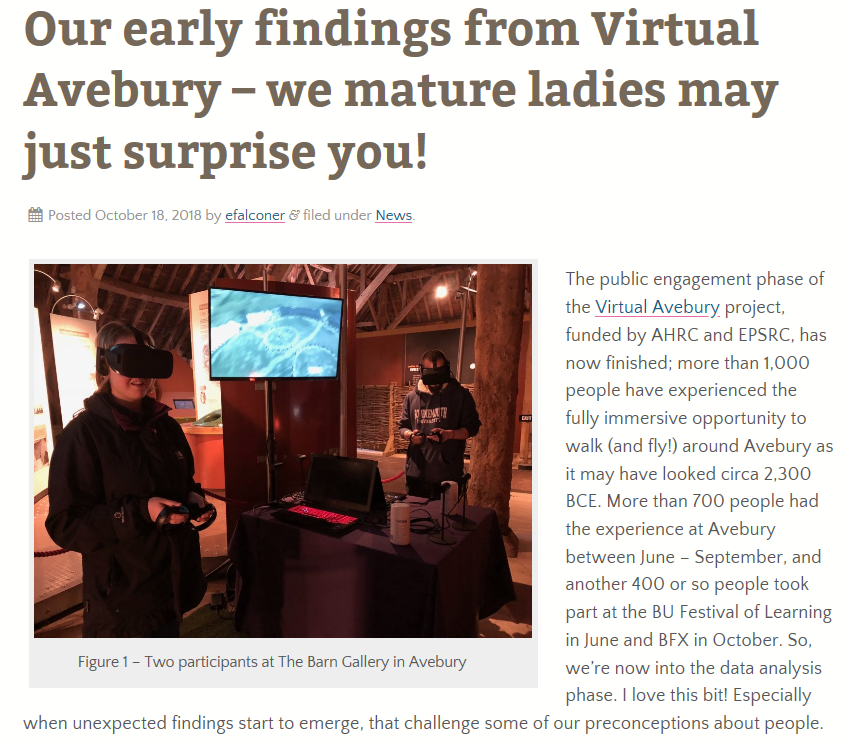 Our early findings from Virtual
Avebury – we mature ladies may
just surprise you!
Posted October 18, 2018 by efalconer & filed under News.
Figure 1 – Two participants at The Barn Gallery in Avebury
The public engagement phase of
the Virtual Avebury project,
funded by AHRC and EPSRC, has
now finished; more than 1,000
people have experienced the
fully immersive opportunity to
walk (and fly!) around Avebury as
it may have looked circa 2,300
BCE. More than 700 people had
the experience at Avebury
between June – September, and
another 400 or so people took
part at the BU Festival of Learning
in June and BFX in October. So,
we're now into the data analysis
phase. I love this bit! Especially
when unexpected findings start to emerge, that challenge some of our preconceptions about people.